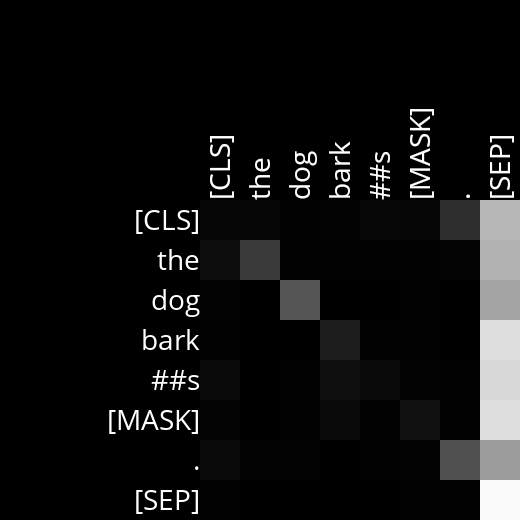 [CLS] the dog bark ##s [MASK] . [SEP]
[CLS]
the
dog
bark
##s
[MASK]
.
[SEP]